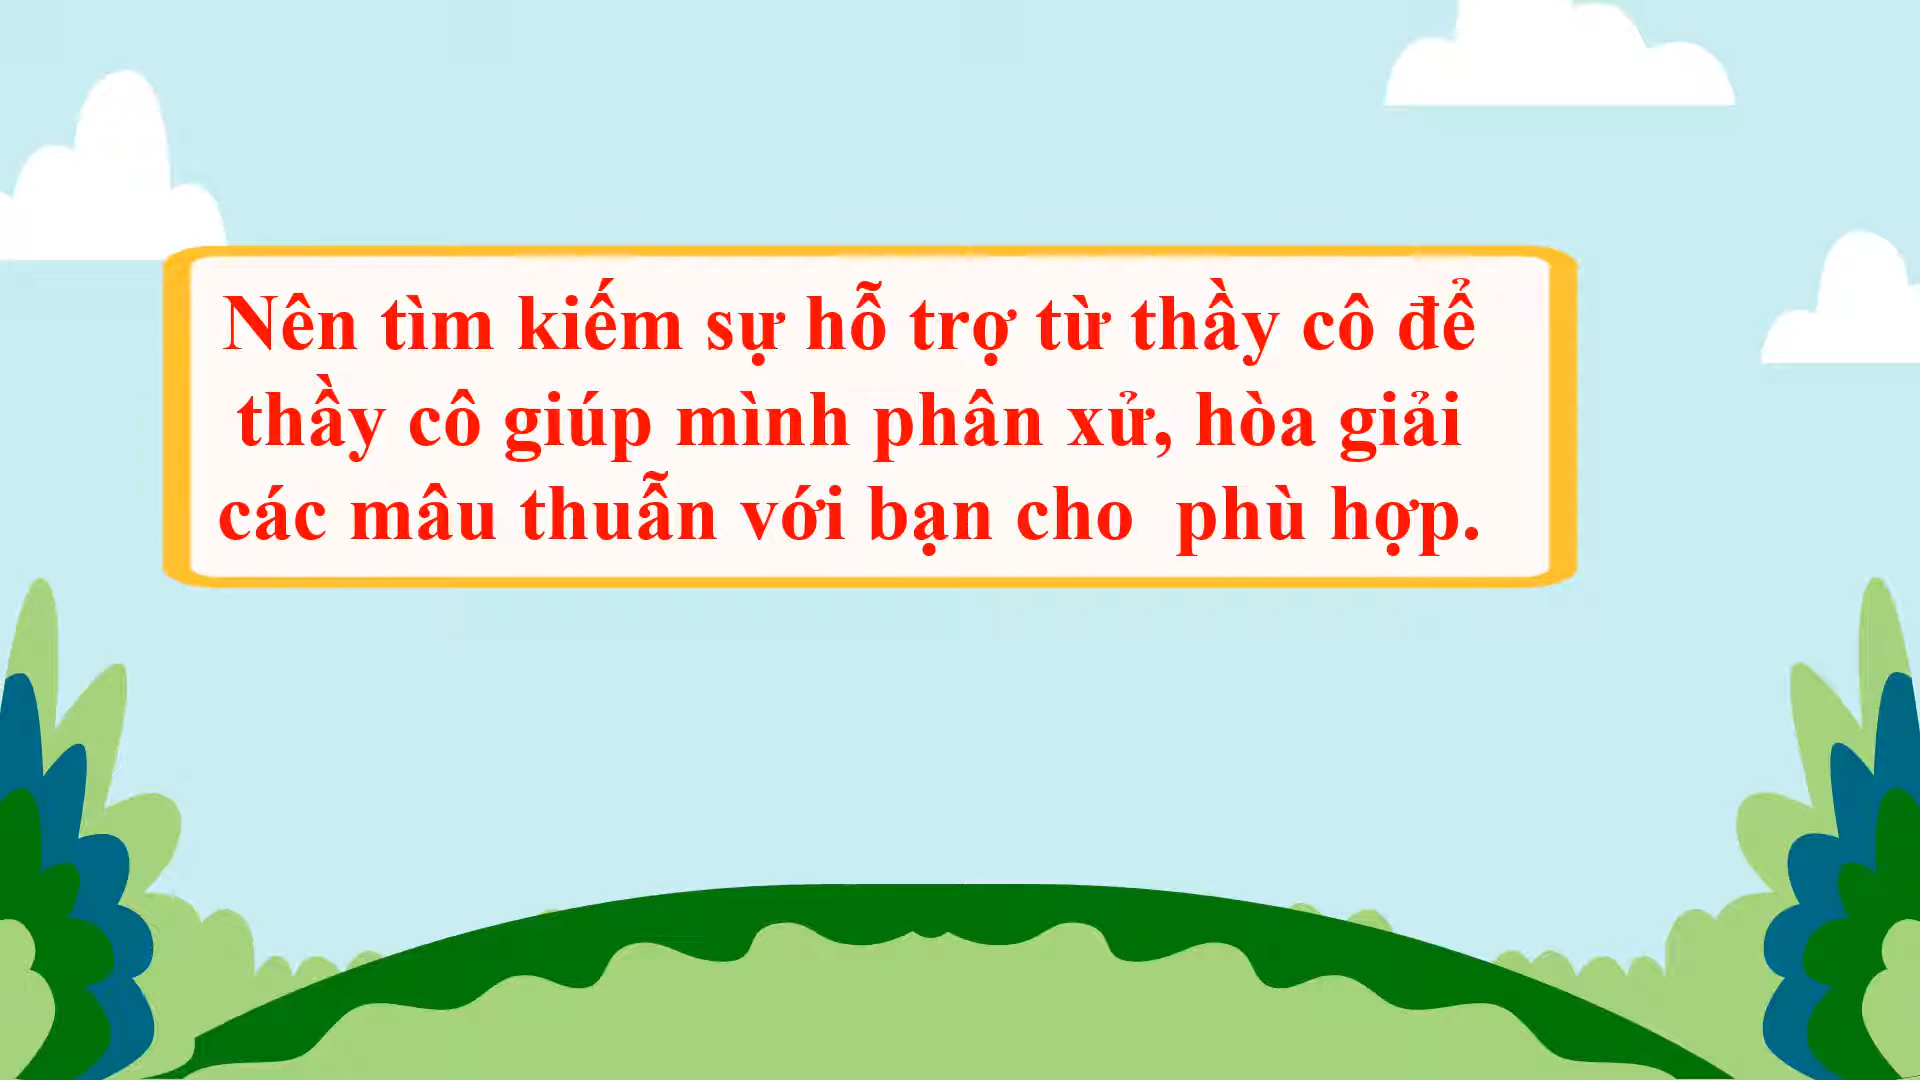 Nên tìm kiếm sự hỗ trợ từ thầy cô để
thầy cô giúp mình phân xử, hòa giải
các mâu thuẫn với bạn cho  phù hợp.